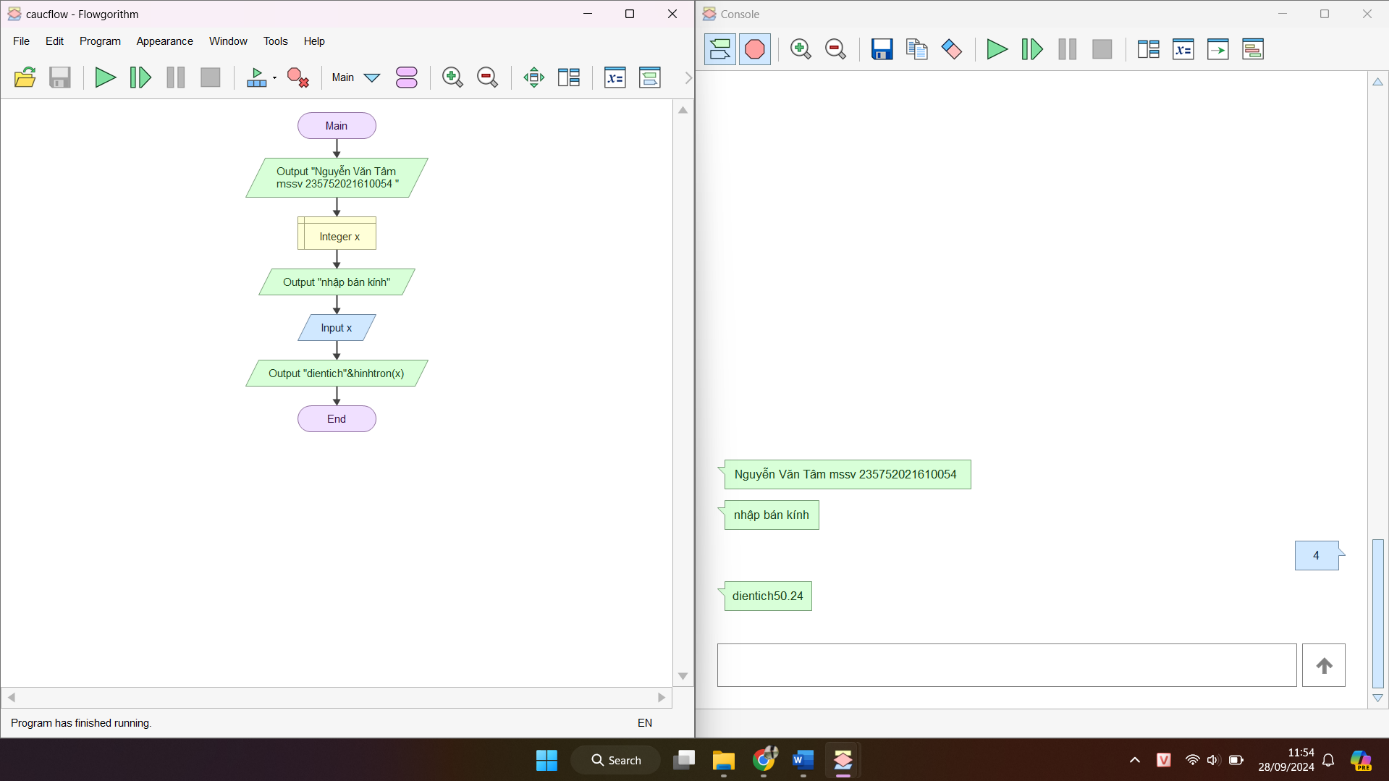 caucflow - Flowgorithm
File Edit Program Appearance Window Tools Help
Main
Main
Output "Nguyễn Văn Tâm
mssv 235752021610054 "
Integer x
Output "nhập bán kính"
Input x
Output "dientich"&hinhtron(x)
End
Program has finished running.
EN
Console
Nguyễn Văn Tâm mssv 235752021610054
nhập bán kính
4
dientich50.24
Search
11:54
28/09/2024